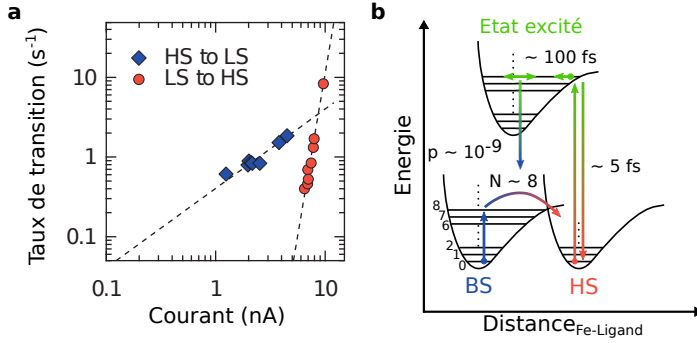 a
Taux de transition (s⁻¹)
HS to LS
LS to HS
10
1
0.1
0.1
1
10
Courant (nA)
b
Etat excité
~ 100 fs
p ~ 10⁻⁹
N ~ 8
~ 5 fs
8
7
6
2
1
0
BS
HS
Energie
Distance_Fe-Ligand